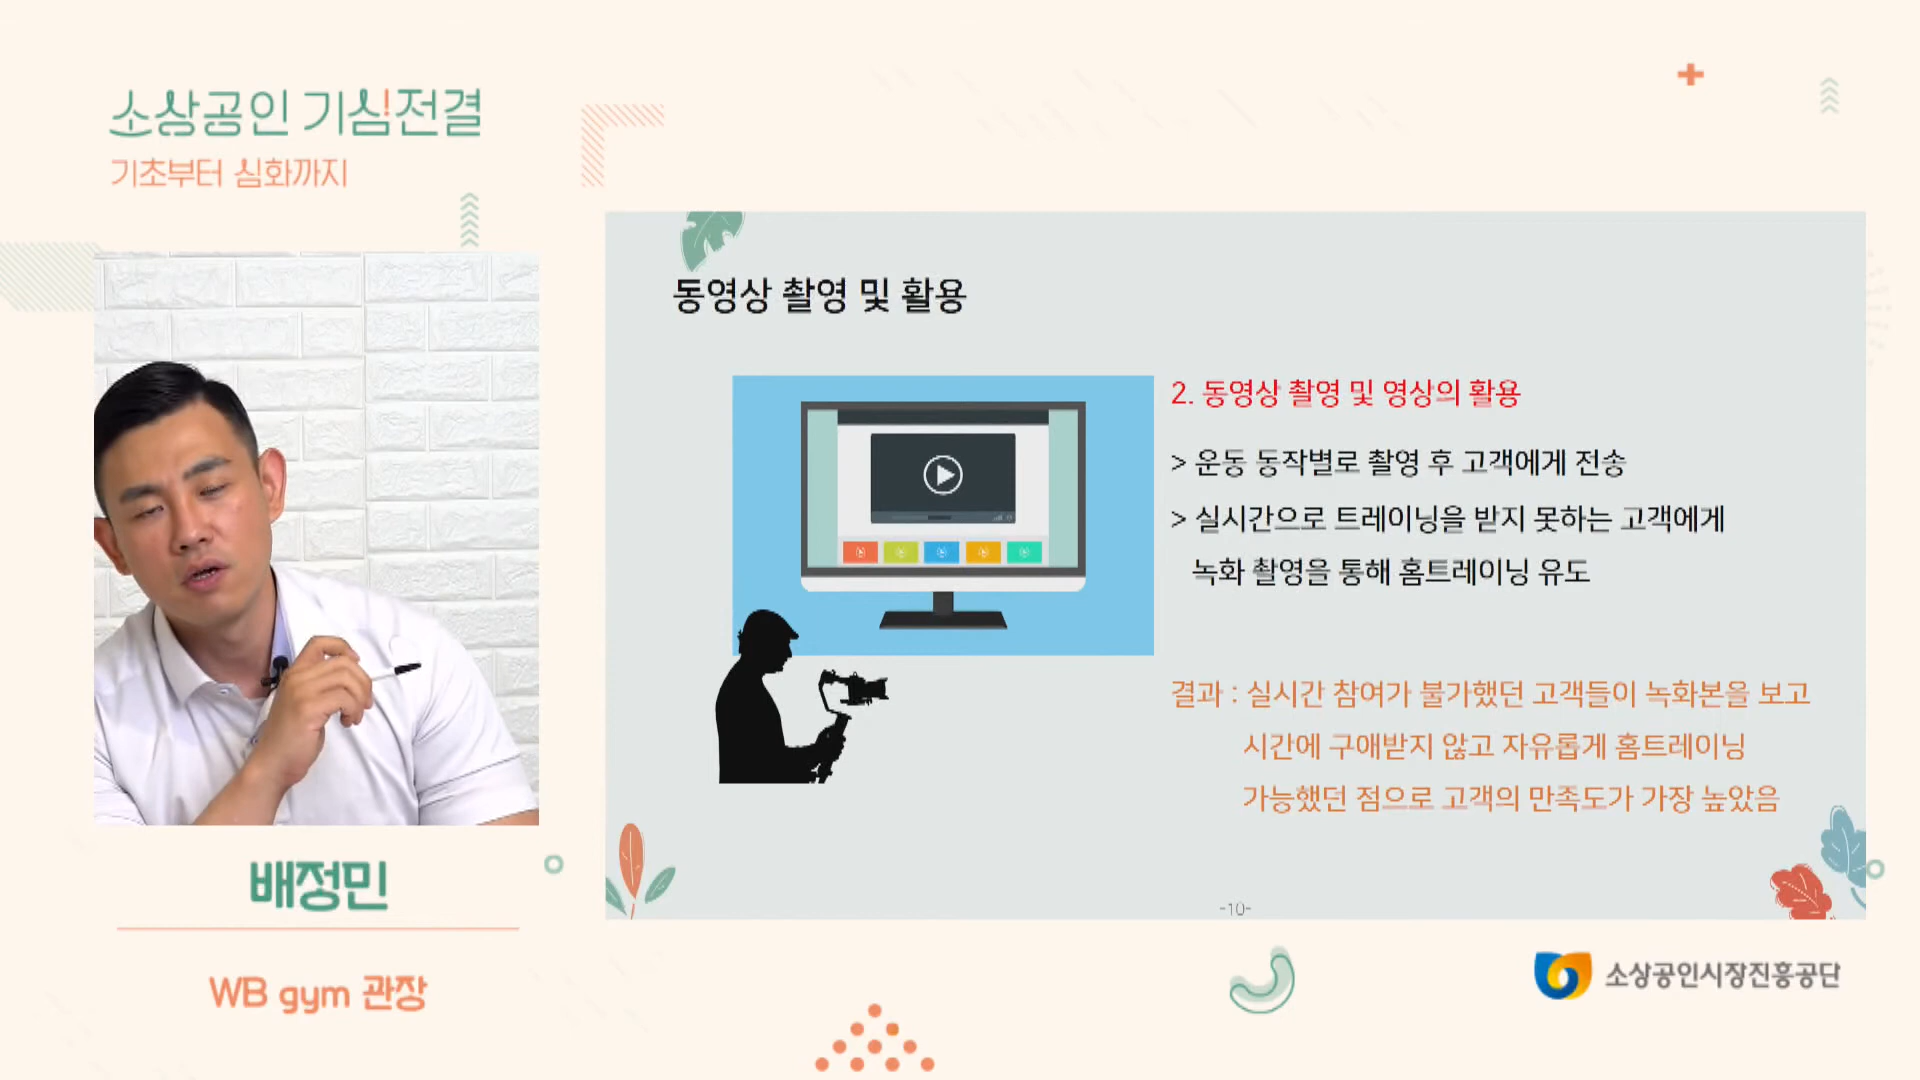 소상공인 기심!전결
기초부터 심화까지
동영상 촬영 및 활용
2. 동영상 촬영 및 영상의 활용
> 운동 동작별로 촬영 후 고객에게 전송
> 실시간으로 트레이닝을 받지 못하는 고객에게
녹화 촬영을 통해 홈트레이닝 유도
결과 : 실시간 참여가 불가했던 고객들이 녹화본을 보고
시간에 구애받지 않고 자유롭게 홈트레이닝
가능했던 점으로 고객의 만족도가 가장 높았음
-10-
배정민
WB gym 관장
소상공인시장진흥공단